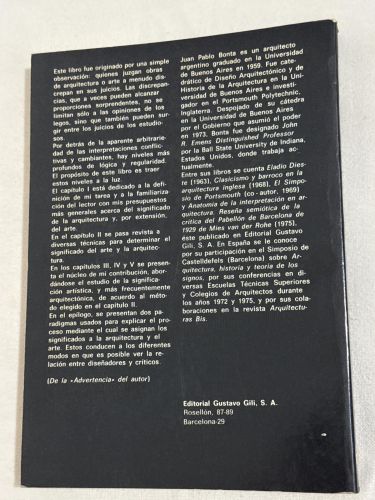 Este libro fue originado por una simple
observación: quienes juzgan obras
de arquitectura o arte a menudo dis-
crepan en sus juicios. Las discrepan-
cias, que a veces pueden alcanzar
proporciones sorprendentes, no se
limitan sólo a las opiniones de los
legos, sino que también pueden sur-
gir entre los juicios de los estudio-
sos.
Por detrás de la aparente arbitrarie-
dad de las interpretaciones conflic-
tivas y cambiantes, hay niveles más
profundos de lógica y regularidad.
El propósito de este libro es traer
estos niveles a la luz.
El capítulo I está dedicado a la defi-
nición de mi tarea y a la familiariza-
ción del lector con mis presupuestos
más generales acerca del significado
de la arquitectura y, por extensión,
del arte.
En el capítulo II se pasa revista a
diversas técnicas para determinar el
significado del arte y la arquitec-
tura.
En los capítulos III, IV y V se presen-
ta el núcleo de mi contribución, abor-
dándose el estudio de la significa-
ción artística, y más frecuentemente
arquitectónica, de acuerdo al méto-
do elegido en el capítulo II.
En el epílogo, se presentan dos pa-
radigmas usados para explicar el pro-
ceso mediante el cual se asignan los
significados a la arquitectura y el
arte. Estos conducen a los diferentes
modos en que es posible ver la re-
lación entre diseñadores y críticos.
(De la «Advertencia» del autor)
Juan Pablo Bonta es un arquitecto
argentino graduado en la Universidad
de Buenos Aires en 1959. Fue cate-
drático de Diseño Arquitectónico y de
Historia de la Arquitectura en la Uni-
versidad de Buenos Aires e investi-
gador en el Portsmouth Polytechnic,
Inglaterra. Despojado de su cátedra
en la Universidad de Buenos Aires
por el Gobierno que asumió el poder
en 1973. Bonta fue designado John
R. Emens Distinguished Professor
por la Ball State University de Indiana,
Estados Unidos, donde trabaja ac-
tualmente.
Entre sus libros se cuenta Eladio Dies-
te (1963), Clasicismo y barroco en la
arquitectura inglesa (1968), El Simpo-
sio de Portsmouth (co-autor, 1969)
y Anatomía de la interpretación en ar-
quitectura. Reseña semiótica de la
crítica del Pabellón de Barcelona de
1929 de Mies van der Rohe (1975),
éste publicado en Editorial Gustavo
Gili, S. A. En España se le conoce
por su participación en el Simposio de
Castelldefels (Barcelona) sobre Ar-
quitectura, historia y teoría de los
signos, por sus conferencias en di-
versas Escuelas Técnicas Superiores
y Colegios de Arquitectos durante
los años 1972 y 1975, y por sus cola-
boraciones en la revista Arquitectu-
ras Bis.
Editorial Gustavo Gili, S. A.
Rosellón, 87-89
Barcelona-29